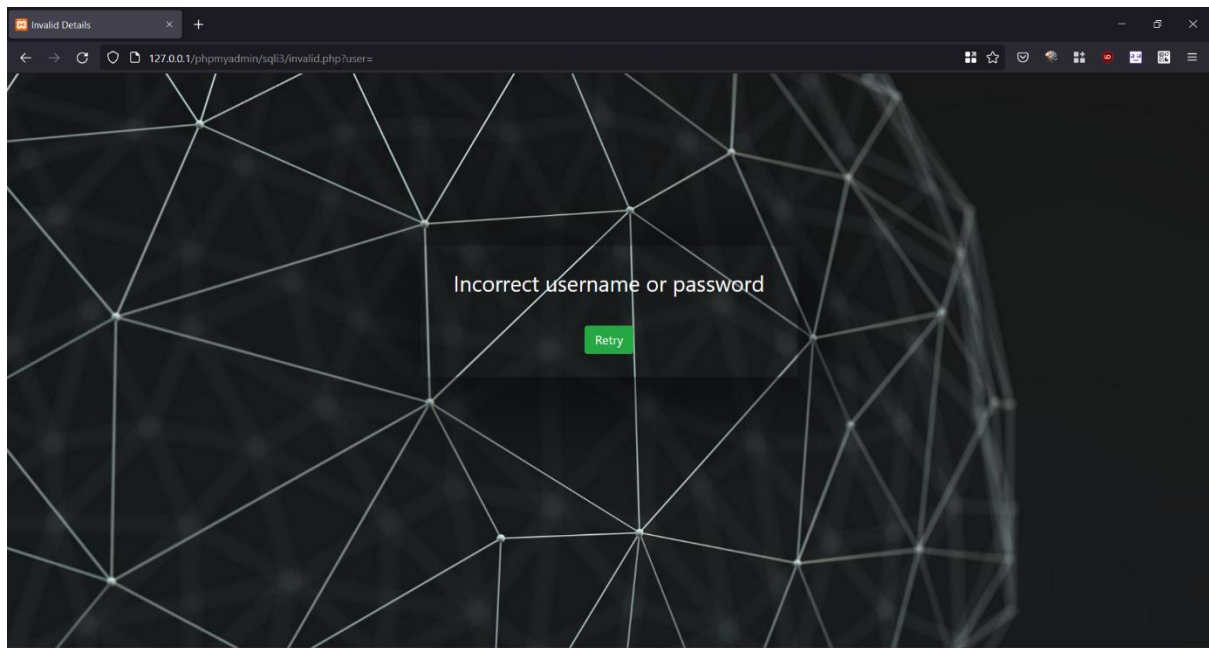 Invalid Details
127.0.0.1/phpmyadmin/sqli3/invalid.php?user=
Incorrect username or password
Retry